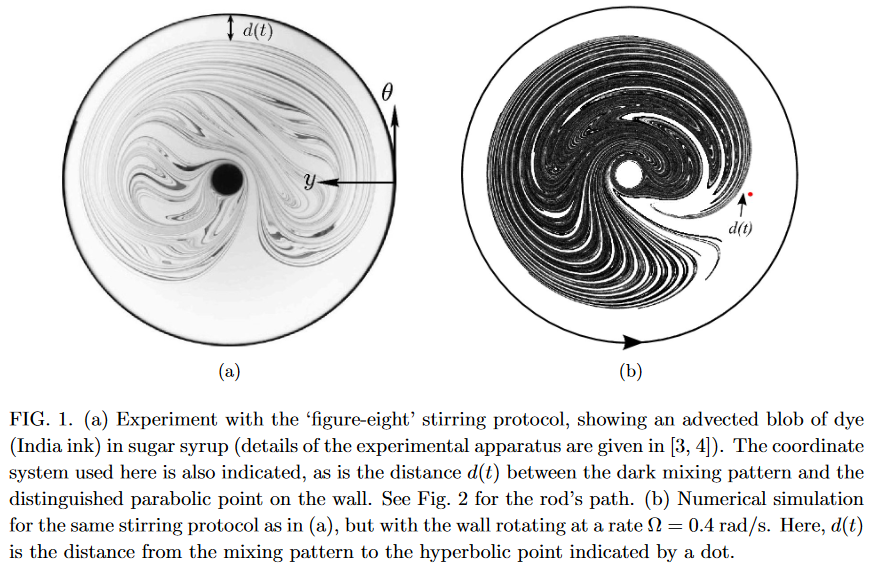 d(t)
θ
y
d(t)
(a)
(b)
FIG. 1. (a) Experiment with the ‘figure-eight’ stirring protocol, showing an advected blob of dye
(India ink) in sugar syrup (details of the experimental apparatus are given in [3, 4]). The coordinate
system used here is also indicated, as is the distance d(t) between the dark mixing pattern and the
distinguished parabolic point on the wall. See Fig. 2 for the rod’s path. (b) Numerical simulation
for the same stirring protocol as in (a), but with the wall rotating at a rate Ω = 0.4 rad/s. Here, d(t)
is the distance from the mixing pattern to the hyperbolic point indicated by a dot.